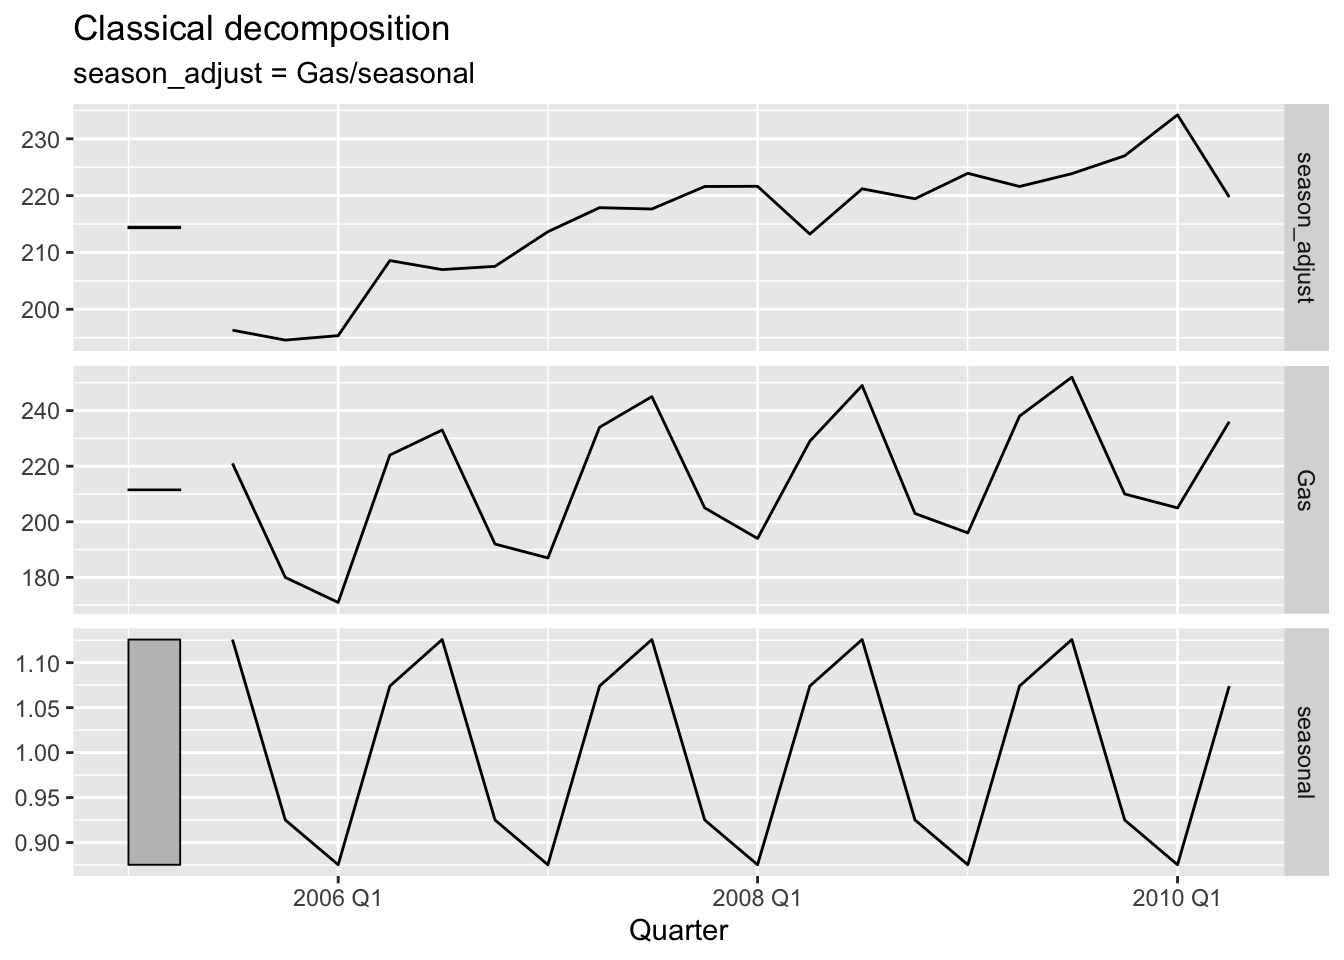 Classical decomposition
season_adjust = Gas/seasonal
230
220
210
200
season_adjust
240
220
200
180
Gas
1.10
1.05
1.00
0.95
0.90
seasonal
2006 Q1
2008 Q1
2010 Q1
Quarter